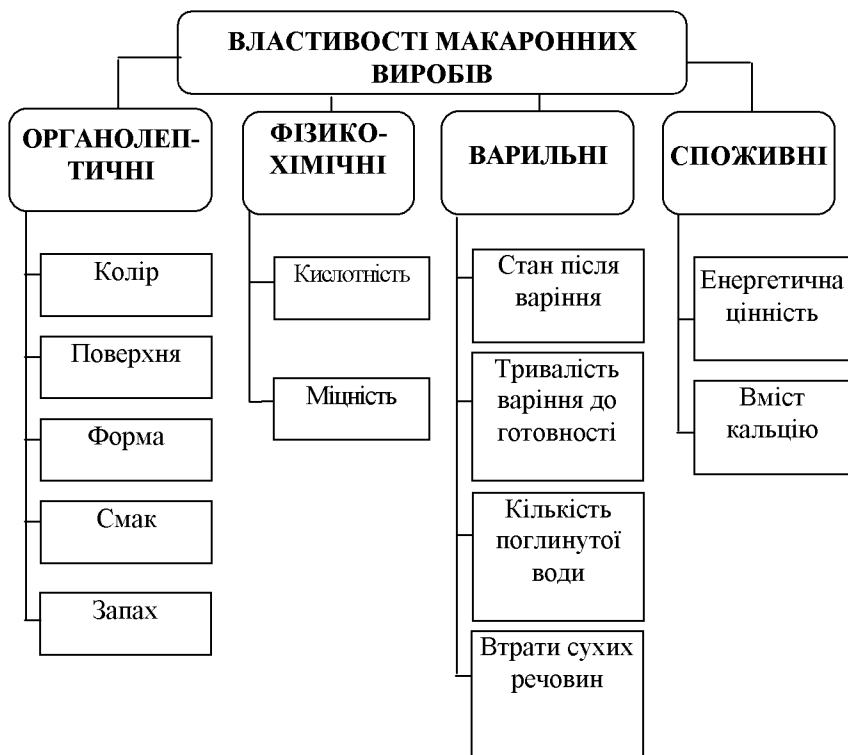 ВЛАСТИВОСТІ МАКАРОННИХ
ВИРОБІВ
ОРГАНОЛЕП-
ТИЧНІ
Колір
Поверхня
Форма
Смак
Запах
ФІЗИКО-
ХІМІЧНІ
Кислотність
Міцність
ВАРИЛЬНІ
Стан після
варіння
Тривалість
варіння до
готовності
Кількість
поглинутої
води
Втрати сухих
речовин
СПОЖИВНІ
Енергетична
цінність
Вміст
кальцію